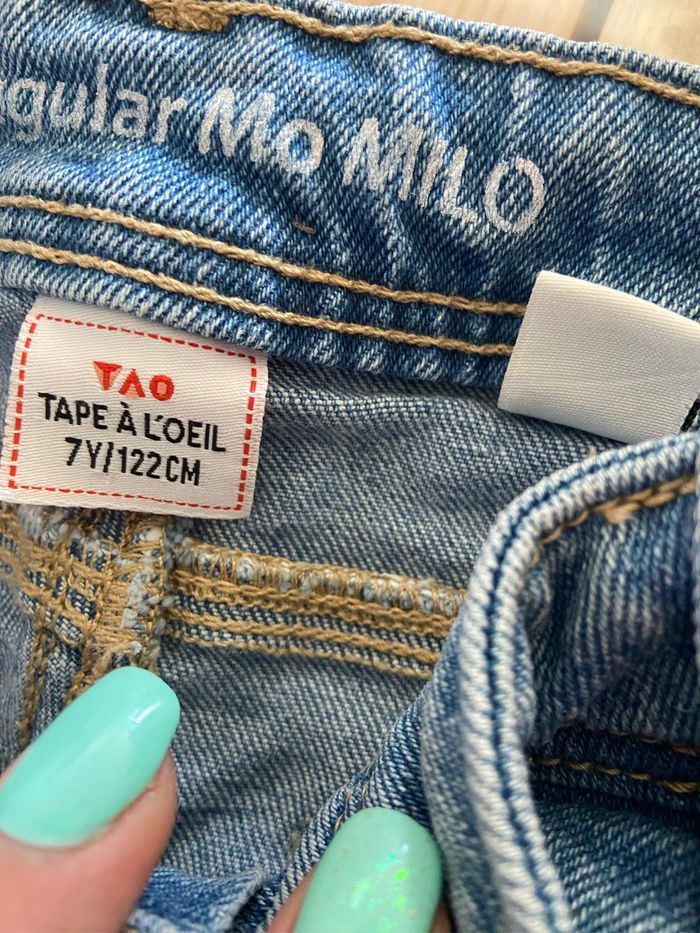 gular MO MILO
TAO
TAPE À L'OEIL
7Y/122CM